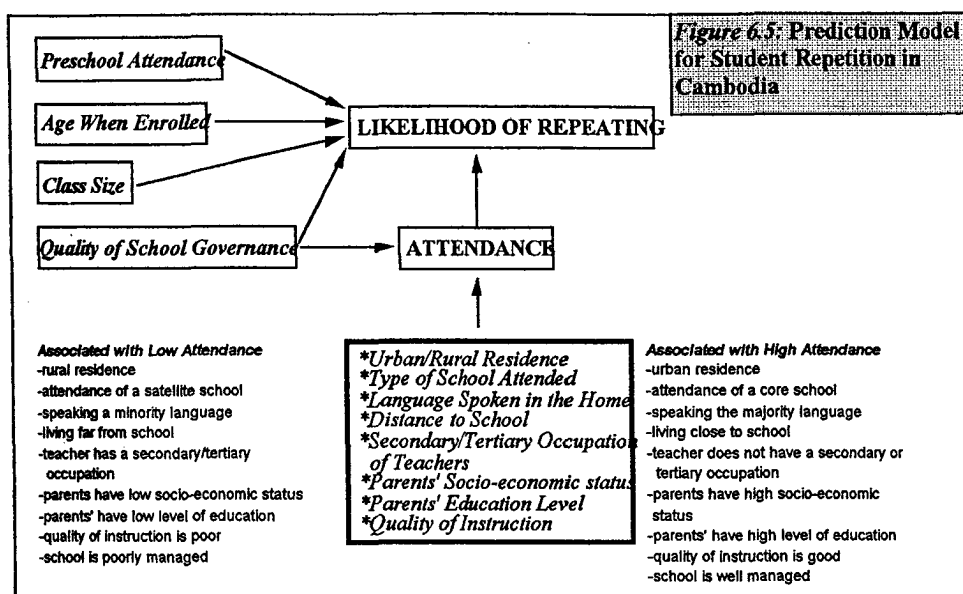 Figure 6.5: Prediction Model
for Student Repetition in
Cambodia
Preschool Attendance
Age When Enrolled
LIKELIHOOD OF REPEATING
Class Size
Quality of School Governance
ATTENDANCE
Associated with Low Attendance
-rural residence
-attendance of a satellite school
-speaking a minority language
-living far from school
-teacher has a secondary/tertiary
occupation
-parents have low socio-economic status
-parents' have low level of education
-quality of instruction is poor
-school is poorly managed
*Urban/Rural Residence
*Type of School Attended
*Language Spoken in the Home
*Distance to School
*Secondary/Tertiary Occupation
of Teachers
*Parents' Socio-economic status
*Parents' Education Level
*Quality of Instruction
Associated with High Attendance
-urban residence
-attendance of a core school
-speaking the majority language
-living close to school
-teacher does not have a secondary or
tertiary occupation
-parents have high socio-economic
status
-parents' have high level of education
-quality of instruction is good
-school is well managed